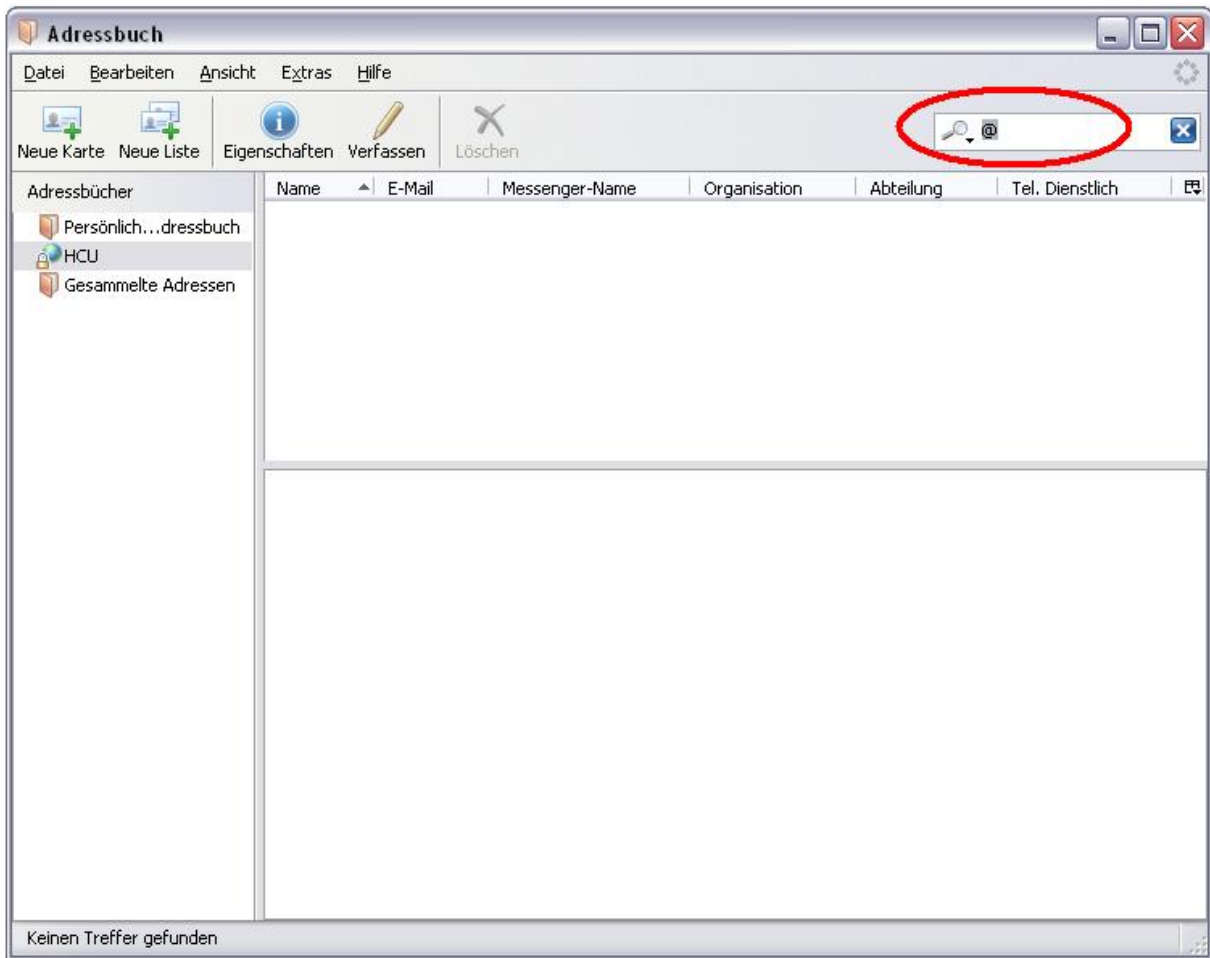 Adressbuch
Datei Bearbeiten Ansicht Extras Hilfe
@
Neue Karte Neue Liste Eigenschaften Verfassen Löschen
Adressbücher
Name E-Mail Messenger-Name Organisation Abteilung Tel. Dienstlich
Persönlich...dressbuch
HCU
Gesammelte Adressen
Keinen Treffer gefunden